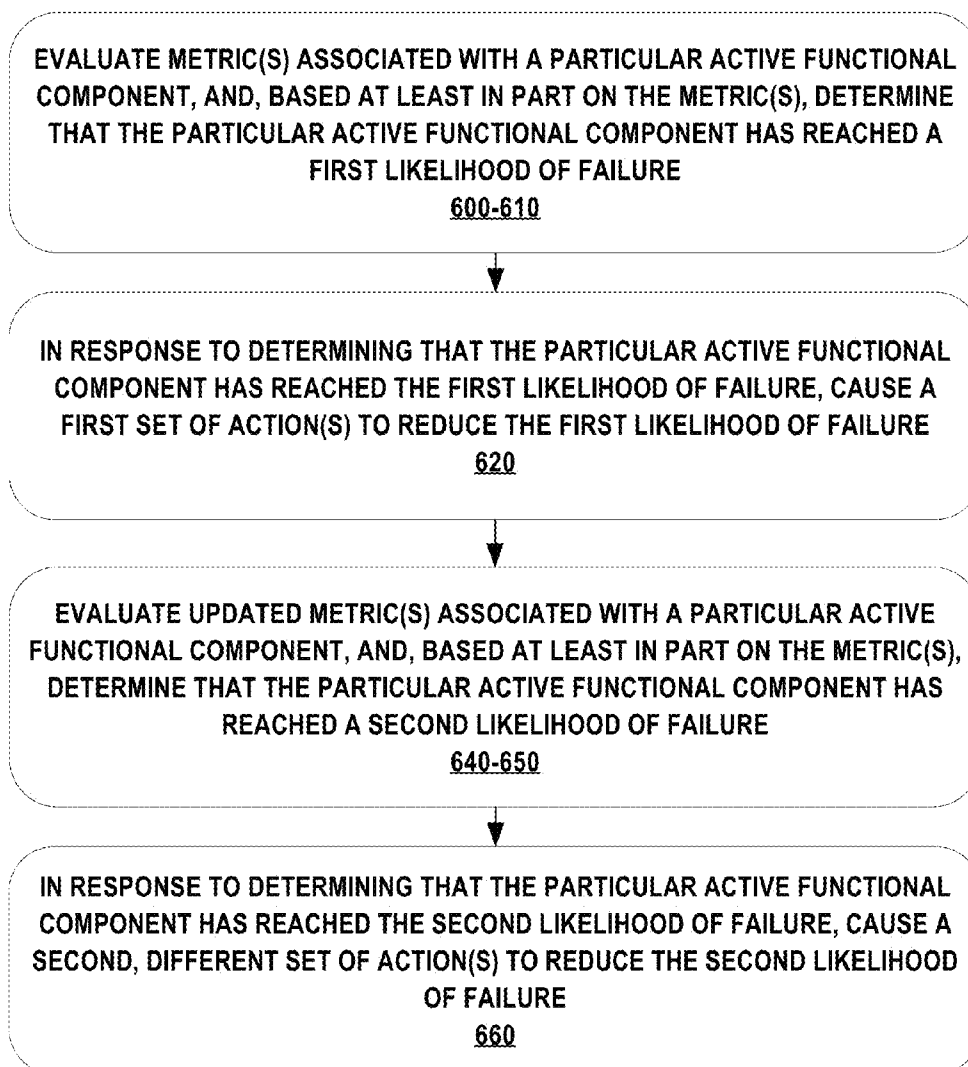 EVALUATE METRIC(S) ASSOCIATED WITH A PARTICULAR ACTIVE FUNCTIONAL
COMPONENT, AND, BASED AT LEAST IN PART ON THE METRIC(S), DETERMINE
THAT THE PARTICULAR ACTIVE FUNCTIONAL COMPONENT HAS REACHED A
FIRST LIKELIHOOD OF FAILURE
600-610
IN RESPONSE TO DETERMINING THAT THE PARTICULAR ACTIVE FUNCTIONAL
COMPONENT HAS REACHED THE FIRST LIKELIHOOD OF FAILURE, CAUSE A
FIRST SET OF ACTION(S) TO REDUCE THE FIRST LIKELIHOOD OF FAILURE
620
EVALUATE UPDATED METRIC(S) ASSOCIATED WITH A PARTICULAR ACTIVE
FUNCTIONAL COMPONENT, AND, BASED AT LEAST IN PART ON THE METRIC(S),
DETERMINE THAT THE PARTICULAR ACTIVE FUNCTIONAL COMPONENT HAS
REACHED A SECOND LIKELIHOOD OF FAILURE
640-650
IN RESPONSE TO DETERMINING THAT THE PARTICULAR ACTIVE FUNCTIONAL
COMPONENT HAS REACHED THE SECOND LIKELIHOOD OF FAILURE, CAUSE A
SECOND, DIFFERENT SET OF ACTION(S) TO REDUCE THE SECOND LIKELIHOOD
OF FAILURE
660